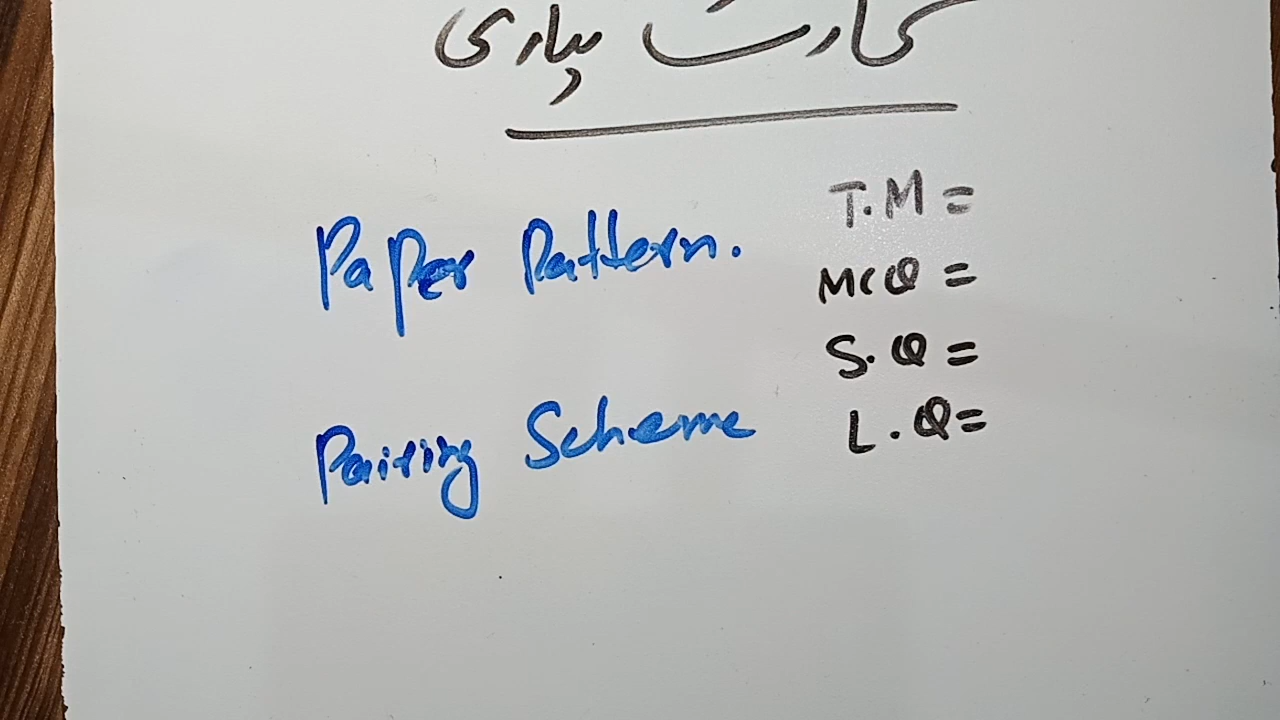 Paper Pattern.
T.M =
MCQ =
S.Q =
L.Q =
Pairing Scheme